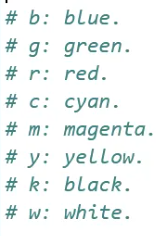 # b: blue.
# g: green.
# r: red.
# c: cyan.
# m: magenta.
# y: yellow.
# k: black.
# w: white.